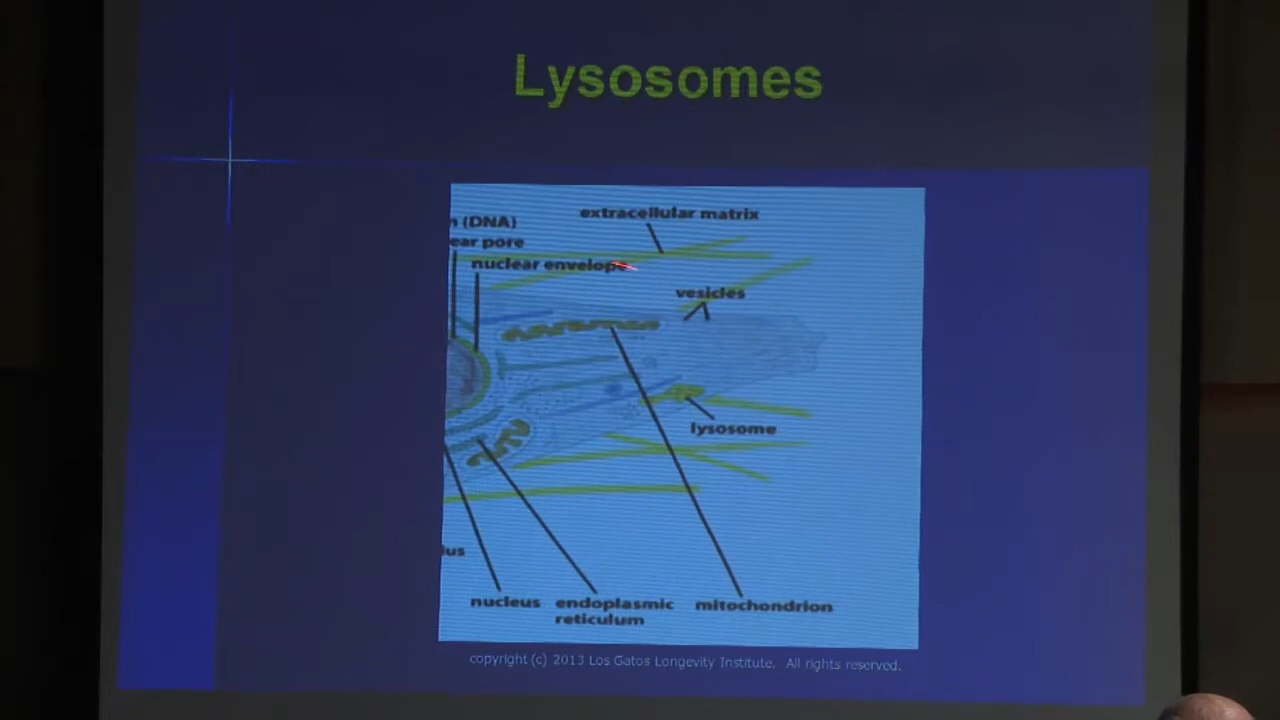 Lysosomes
extracellular matrix
(DNA)
ear pore
nuclear envelope
vesicles
lysosome
lus
nucleus
endoplasmic
reticulum
mitochondrion
copyright (c) 2013 Los Gatos Longevity Institute. All rights reserved.